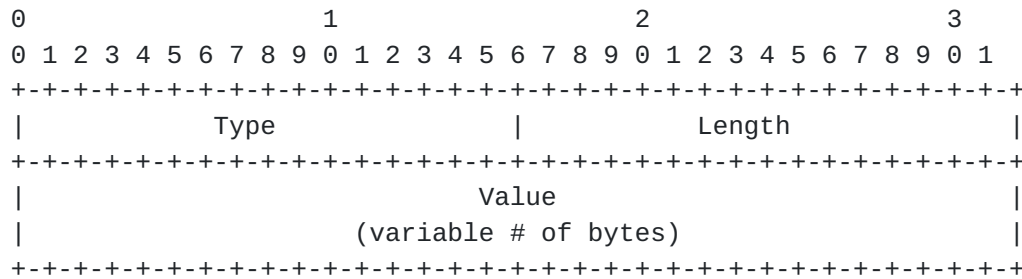 0                   1                   2                   3
0 1 2 3 4 5 6 7 8 9 0 1 2 3 4 5 6 7 8 9 0 1 2 3 4 5 6 7 8 9 0 1
+-+-+-+-+-+-+-+-+-+-+-+-+-+-+-+-+-+-+-+-+-+-+-+-+-+-+-+-+-+-+-+-+
|            Type               |           Length              |
+-+-+-+-+-+-+-+-+-+-+-+-+-+-+-+-+-+-+-+-+-+-+-+-+-+-+-+-+-+-+-+-+
|                             Value                             |
|                     (variable # of bytes)                     |
+-+-+-+-+-+-+-+-+-+-+-+-+-+-+-+-+-+-+-+-+-+-+-+-+-+-+-+-+-+-+-+-+